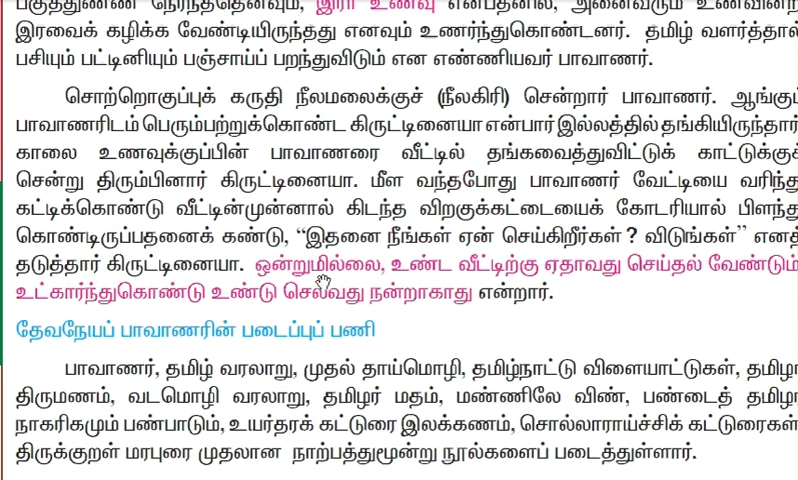 பகுத்துண்ண நேர்ந்ததெனவும், இரா உணவு என்பதனில், அனைவரும் உணவின்றி
இரவைக் கழிக்க வேண்டியிருந்தது எனவும் உணர்ந்துகொண்டனர். தமிழ் வளர்த்தால்
பசியும் பட்டினியும் பஞ்சாய்ப் பறந்துவிடும் என எண்ணியவர் பாவாணர்.
சொற்றொகுப்புக் கருதி நீலமலைக்குச் (நீலகிரி) சென்றார் பாவாணர். ஆங்கும்
பாவாணரிடம் பெரும்பற்றுக்கொண்ட கிருட்டினையா என்பார் இல்லத்தில் தங்கியிருந்தார்
காலை உணவுக்குப்பின் பாவாணரை வீட்டில் தங்கவைத்துவிட்டுக் காட்டுக்குச்
சென்று திரும்பினார் கிருட்டினையா. மீள வந்தபோது பாவாணர் வேட்டியை வரிந்து
கட்டிக்கொண்டு வீட்டின்முன்னால் கிடந்த விறகுக்கட்டையைக் கோடரியால் பிளந்து
கொண்டிருப்பதனைக் கண்டு, “இதனை நீங்கள் ஏன் செய்கிறீர்கள் ? விடுங்கள்” எனத்
தடுத்தார் கிருட்டினையா. ஒன்றுமில்லை, உண்ட வீட்டிற்கு ஏதாவது செய்தல் வேண்டும்
உட்கார்ந்துகொண்டு உண்டு செல்வது நன்றாகாது என்றார்.
தேவநேயப் பாவாணரின் படைப்புப் பணி
பாவாணர், தமிழ் வரலாறு, முதல் தாய்மொழி, தமிழ்நாட்டு விளையாட்டுகள், தமிழர்
திருமணம், வடமொழி வரலாறு, தமிழர் மதம், மண்ணிலே விண், பண்டைத் தமிழர்
நாகரிகமும் பண்பாடும், உயர்தரக் கட்டுரை இலக்கணம், சொல்லாராய்ச்சிக் கட்டுரைகள்
திருக்குறள் மரபுரை முதலான நாற்பத்துமூன்று நூல்களைப் படைத்துள்ளார்.